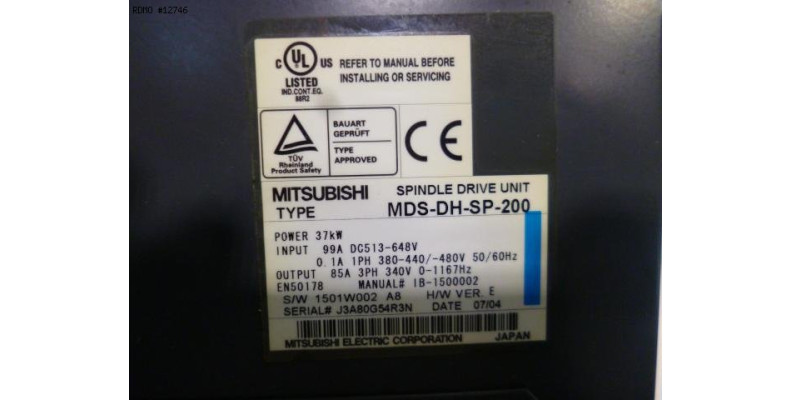 RDMO #12746
C UL US
LISTED
IND.CONT.EQ.
98R2
REFER TO MANUAL BEFORE
INSTALLING OR SERVICING
TÜV
Rheinland
Product Safety
BAUART
GEPRÜFT
TYPE
APPROVED
CE
MITSUBISHI SPINDLE DRIVE UNIT
TYPE MDS-DH-SP-200
POWER 37kW
INPUT 99A DC513-648V
0.1A 1PH 380-440/-480V 50/60Hz
OUTPUT 85A 3PH 340V 0-1167Hz
EN50178 MANUAL# IB-1500002
S/W 1501W002 A8 H/W VER. E
SERIAL# J3A80G54R3N DATE 07/04
MITSUBISHI ELECTRIC CORPORATION JAPAN